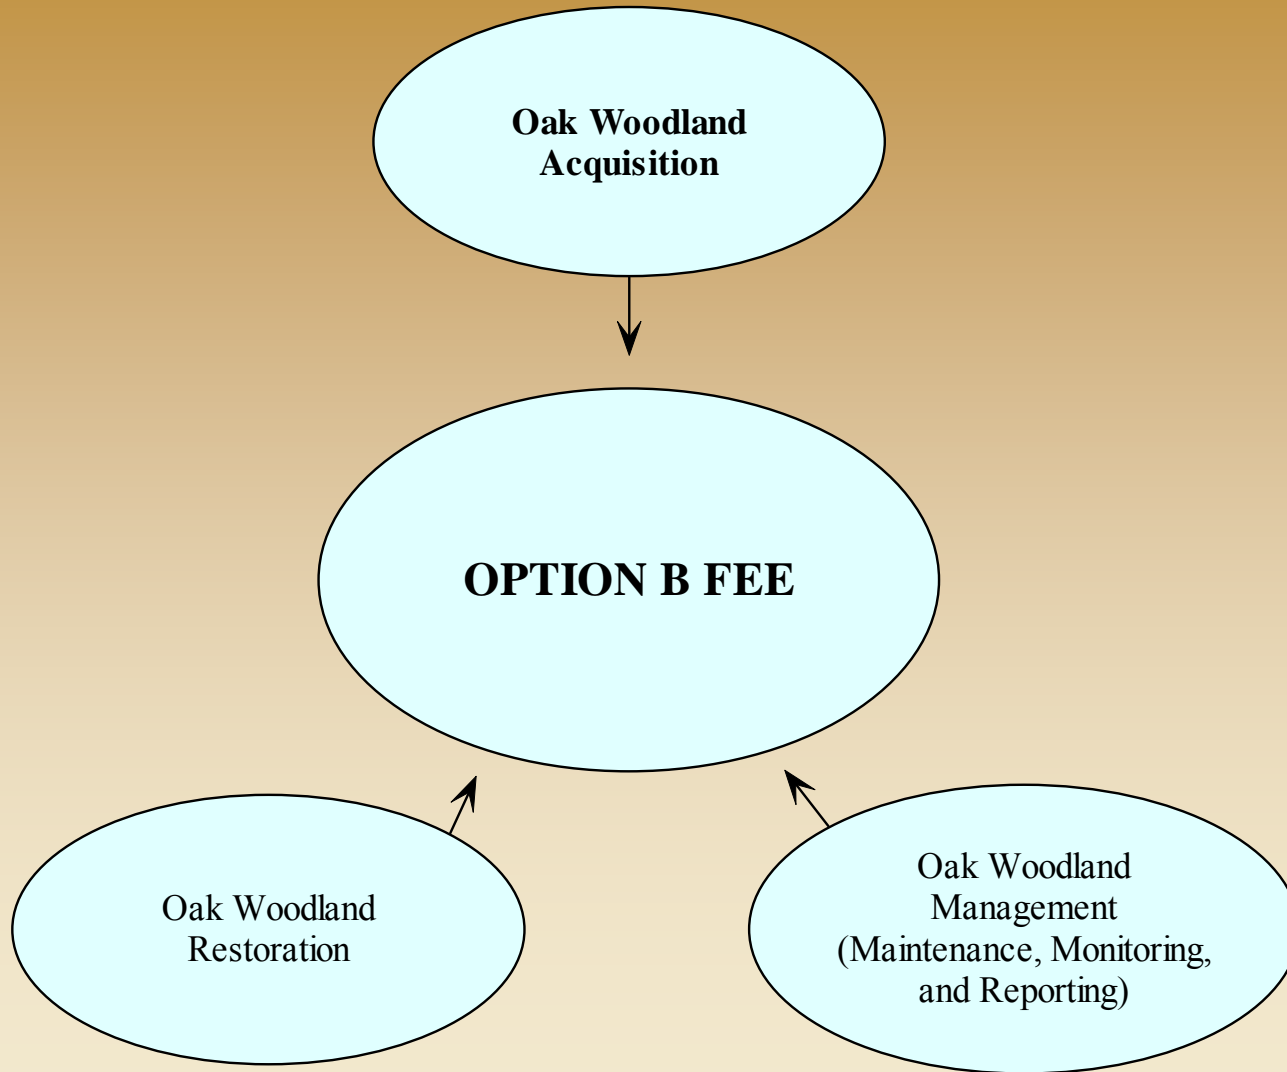 Oak Woodland
Acquisition
OPTION B FEE
Oak Woodland
Restoration
Oak Woodland
Management
(Maintenance, Monitoring,
and Reporting)